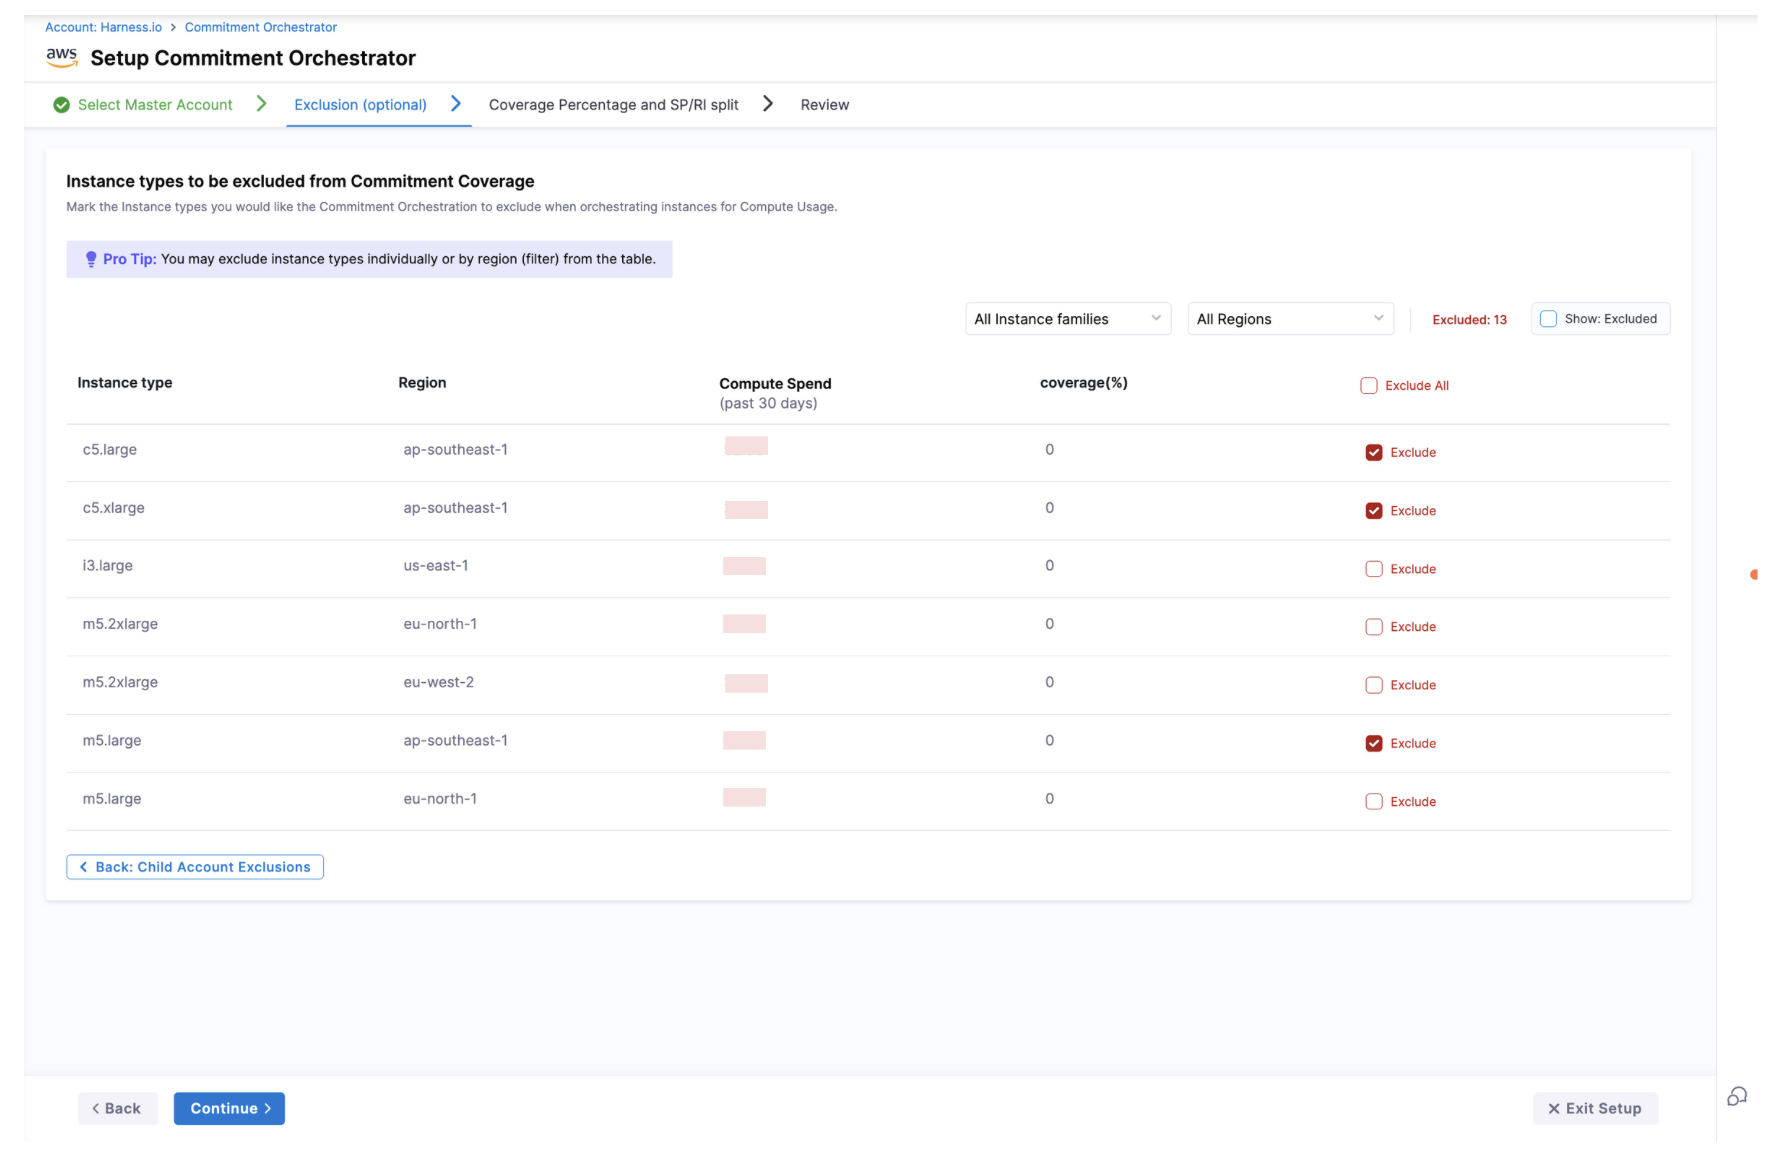 Account: Harness.io > Commitment Orchestrator
aws Setup Commitment Orchestrator
Select Master Account > Exclusion (optional) > Coverage Percentage and SP/RI split > Review
Instance types to be excluded from Commitment Coverage
Mark the Instance types you would like the Commitment Orchestration to exclude when orchestrating instances for Compute Usage.
Pro Tip: You may exclude instance types individually or by region (filter) from the table.
All Instance families All Regions Excluded: 13 Show: Excluded
Instance type Region Compute Spend coverage(%) Exclude All
(past 30 days)
c5.large ap-southeast-1 0 Exclude
c5.xlarge ap-southeast-1 0 Exclude
i3.large us-east-1 0 Exclude
m5.2xlarge eu-north-1 0 Exclude
m5.2xlarge eu-west-2 0 Exclude
m5.large ap-southeast-1 0 Exclude
m5.large eu-north-1 0 Exclude
< Back: Child Account Exclusions
< Back Continue > × Exit Setup